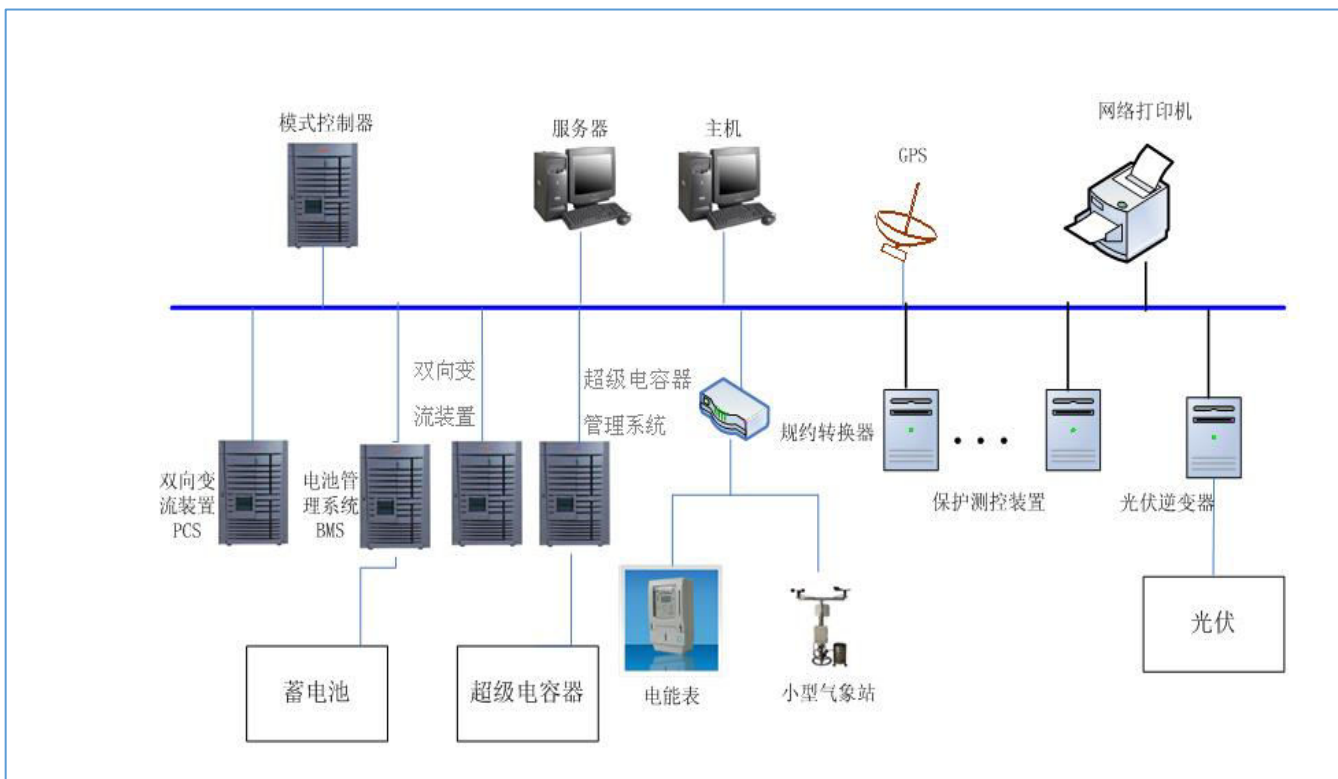 模式控制器
服务器
主机
GPS
网络打印机
双向变
流装置
超级电容器
管理系统
规约转换器
双向变
流装置
PCS
电池管
理系统
BMS
保护测控装置
光伏逆变器
光伏
蓄电池
超级电容器
电能表
小型气象站